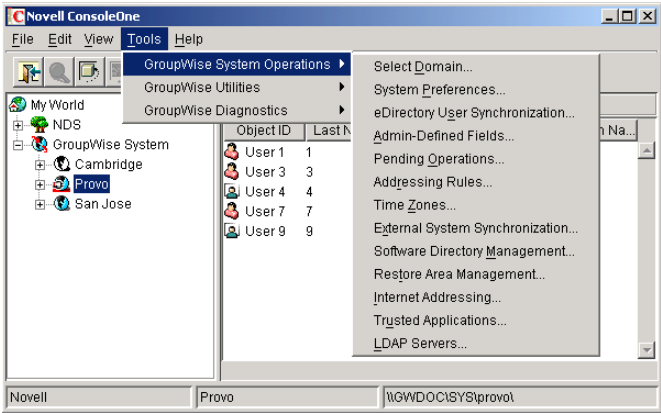 Novell ConsoleOne
File Edit View Tools Help
GroupWise System Operations
GroupWise Utilities
GroupWise Diagnostics
Select Domain...
System Preferences...
eDirectory User Synchronization...
Admin-Defined Fields...
Pending Operations...
Addressing Rules...
Time Zones...
External System Synchronization...
Software Directory Management...
Restore Area Management...
Internet Addressing...
Trusted Applications...
LDAP Servers...
My World
NDS
GroupWise System
Cambridge
Provo
San Jose
Object ID Last N Na...
User 1 1
User 3 3
User 4 4
User 7 7
User 9 9
Novell Provo \\GWDOC\SYS\provo\